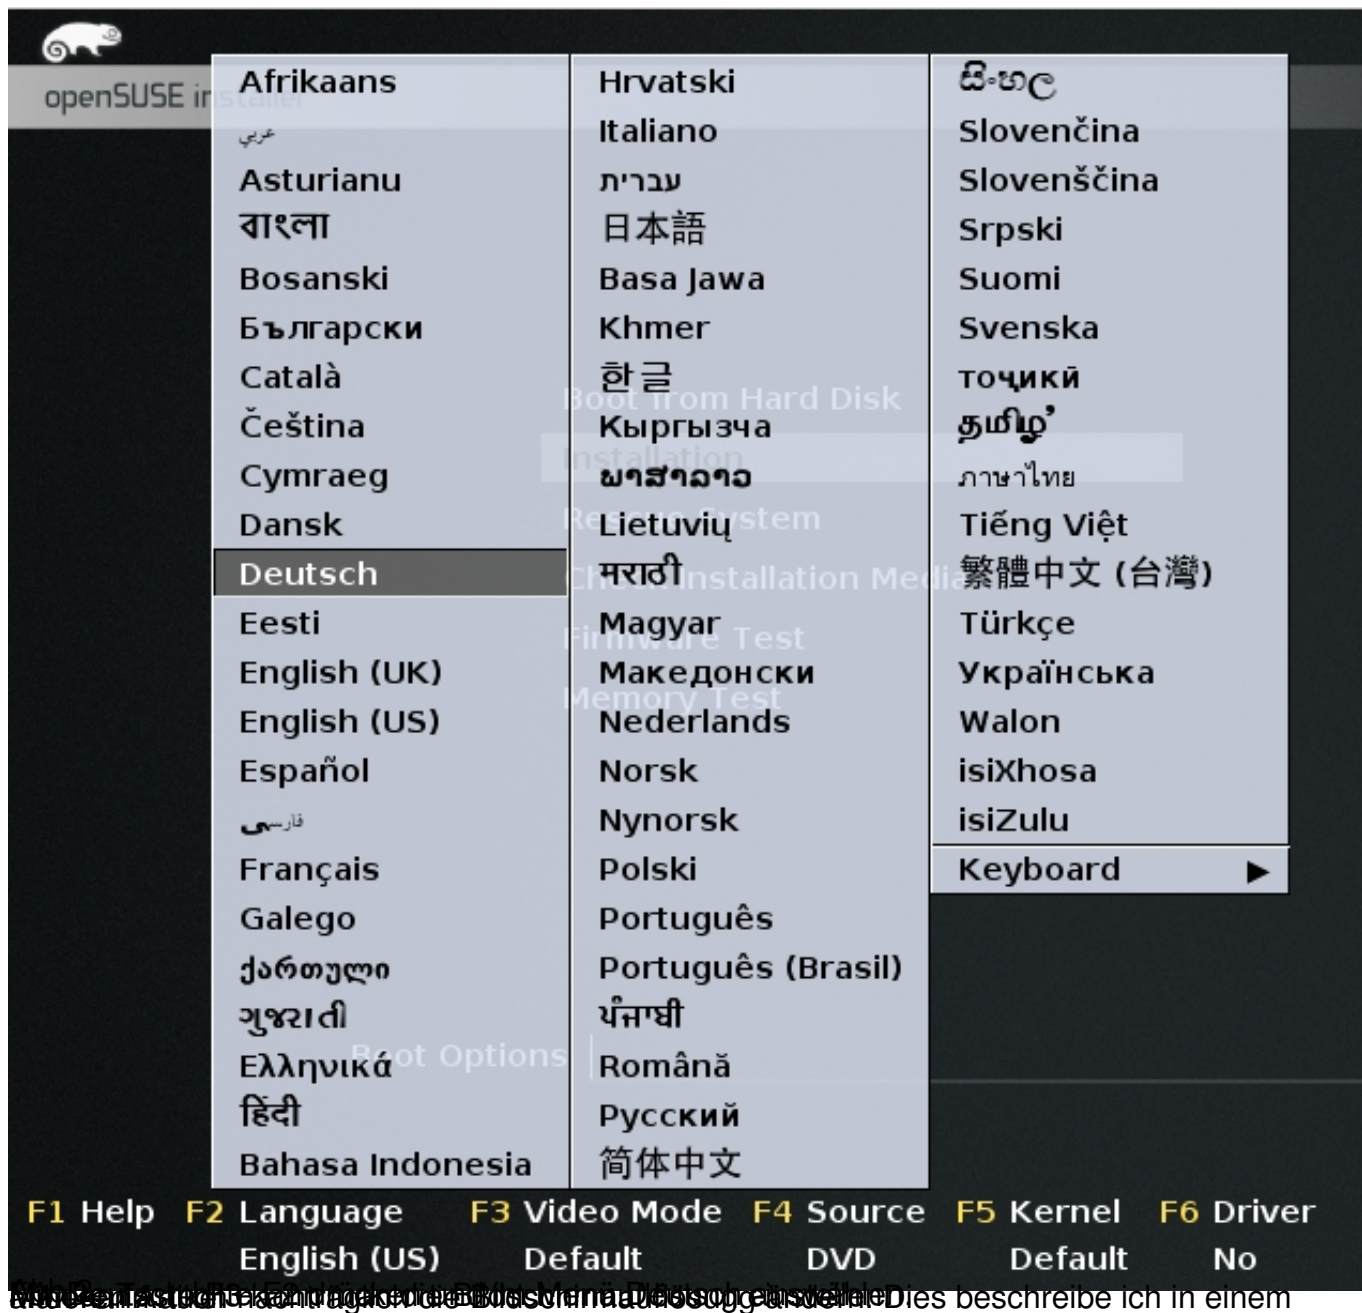 openSUSE installer
Afrikaans
عربي
Asturianu
বাংলা
Bosanski
Български
Català
Čeština
Cymraeg
Dansk
Deutsch
Eesti
English (UK)
English (US)
Español
فارسی
Français
Galego
ქართული
ગુજરાતી
Ελληνικά
हिंदी
Bahasa Indonesia
Hrvatski
Italiano
עברית
日本語
Basa Jawa
Khmer
한글
Кыргызча
ພາສາລາວ
Lietuvių
मराठी
Magyar
Македонски
Nederlands
Norsk
Nynorsk
Polski
Português
Português (Brasil)
ਪੰਜਾਬੀ
Română
Русский
简体中文
සිංහල
Slovenčina
Slovenščina
Srpski
Suomi
Svenska
тоҷикӣ
தமிழ்
ภาษาไทย
Tiếng Việt
繁體中文 (台灣)
Türkçe
Українська
Walon
isiXhosa
isiZulu
Keyboard
Boot from Hard Disk
Installation
Rescue System
Check Installation Media
Firmware Test
Memory Test
Boot Options
F1 Help F2 Language F3 Video Mode F4 Source F5 Kernel F6 Driver
English (US) Default DVD Default No
Dies beschreibe ich in einem